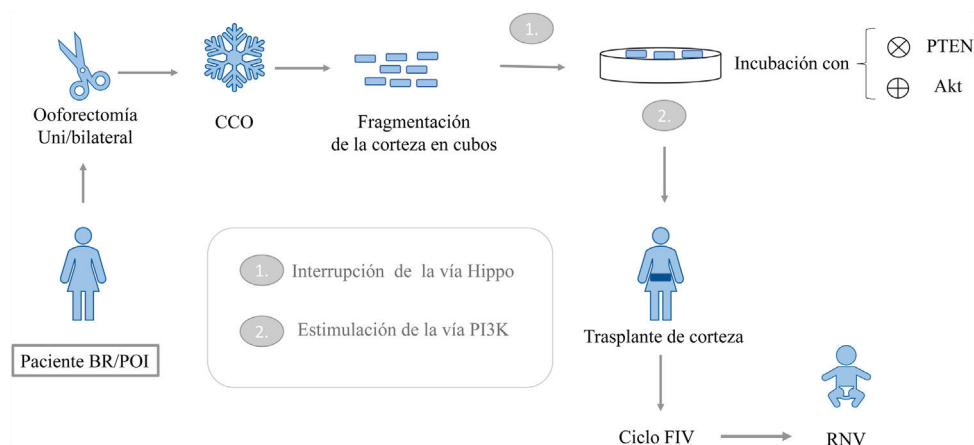 1.
PTEN
Incubación con
Akt
Ooforectomía
Uni/bilateral
CCO
Fragmentación
de la corteza en cubos
2.
1. Interrupción de la vía Hippo
2. Estimulación de la vía PI3K
Trasplante de corteza
Paciente BR/POI
Ciclo FIV
RNV